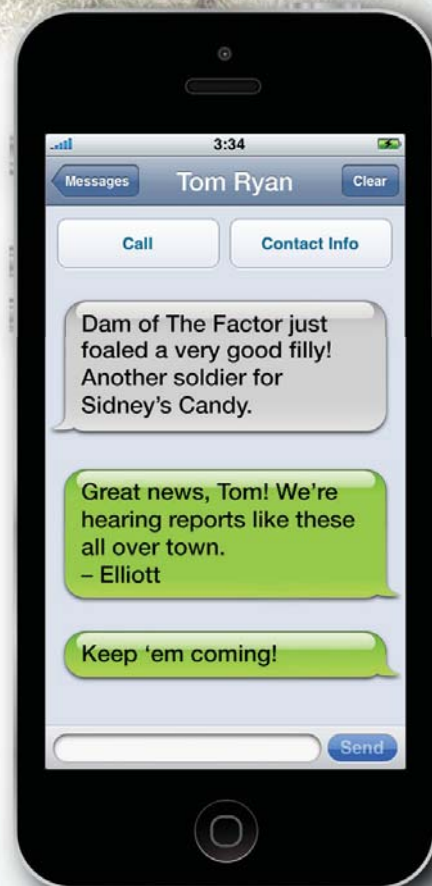 3:34
Messages
Tom Ryan
Clear
Call
Contact Info
Dam of The Factor just
foaled a very good filly!
Another soldier for
Sidney’s Candy.
Great news, Tom! We’re
hearing reports like these
all over town.
– Elliott
Keep ‘em coming!
Send